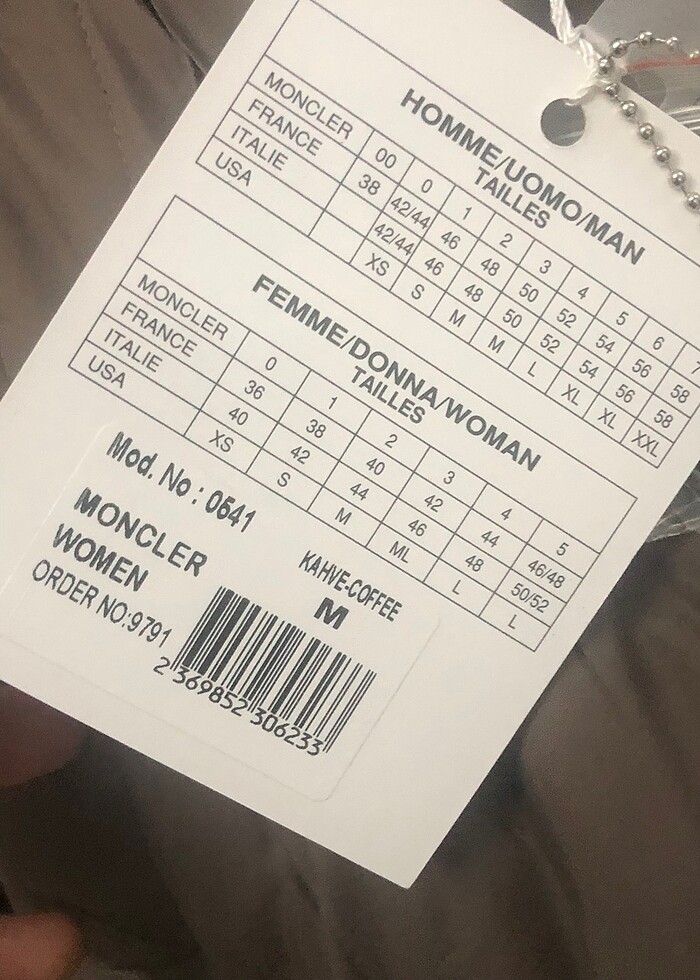 HOMME/UOMO/MAN
TAILLES
MONCLER 00 0 1 2 3 4 5 6 7
FRANCE 38 42/44 46 48 50 52 54 56 58
ITALIE 42/44 46 48 50 52 54 56 58
USA XS S M M L XL XL XXL
FEMME/DONNA/WOMAN
TAILLES
MONCLER 0 1 2 3 4 5
FRANCE 36 38 40 42 44 46/48
ITALIE 40 42 44 46 48 50/52
USA XS S M ML L L
Mod. No : 0541
MONCLER
WOMEN
ORDER NO:9791
KAHVE-COFFEE
M
2 369852 306233